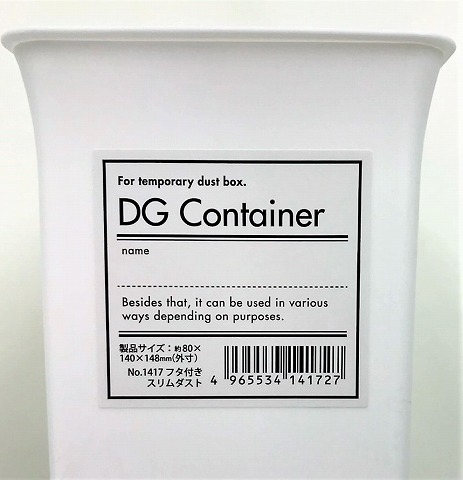 For temporary dust box.
DG Container
name
Besides that, it can be used in various
ways depending on purposes.
製品サイズ：約80×
140×148mm(外寸)
No.1417 フタ付き
スリムダスト
4 965534 141727